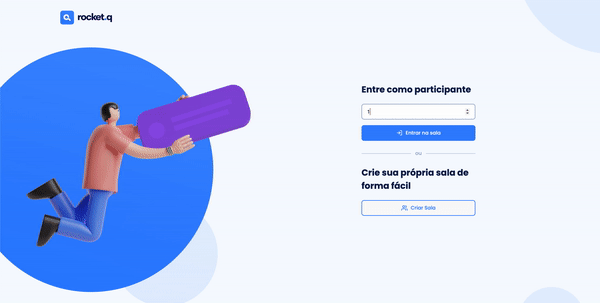 rocket.q
Entre como participante
1
Entrar na sala
ou
Crie sua própria sala de
forma fácil
Criar Sala